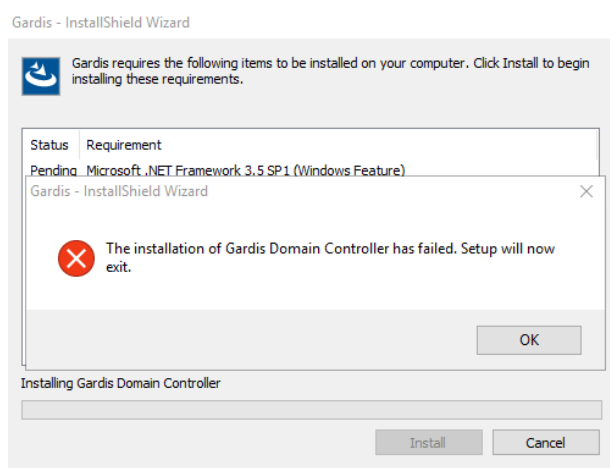 Gardis - InstallShield Wizard
Gardis requires the following items to be installed on your computer. Click Install to begin
installing these requirements.
Status Requirement
Pending Microsoft .NET Framework 3.5 SP1 (Windows Feature)
Gardis - InstallShield Wizard
The installation of Gardis Domain Controller has failed. Setup will now
exit.
OK
Installing Gardis Domain Controller
Install Cancel